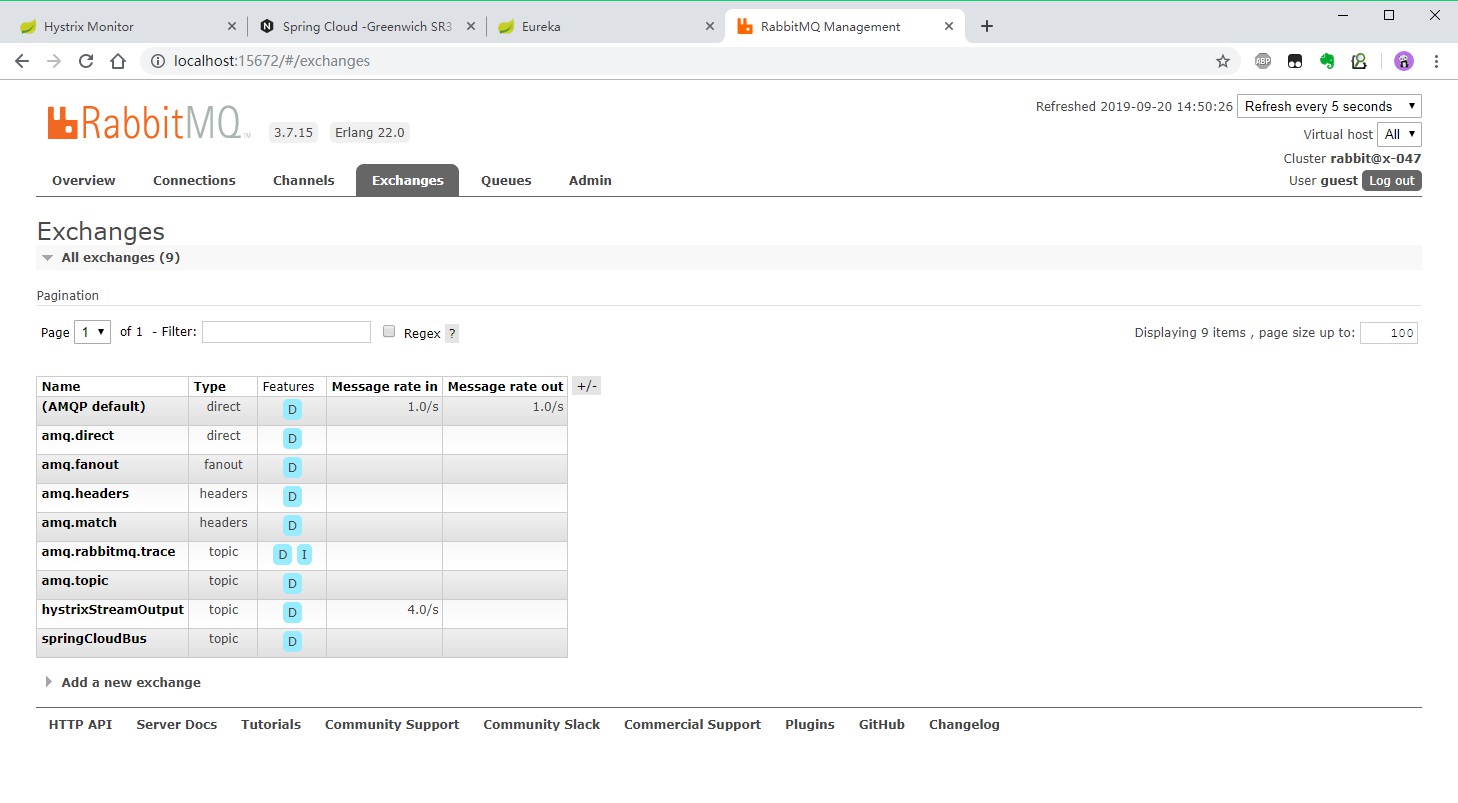 Hystrix Monitor
Spring Cloud -Greenwich SR3
Eureka
RabbitMQ Management
localhost:15672/#/exchanges
ABP
RabbitMQ TM 3.7.15 Erlang 22.0
Refreshed 2019-09-20 14:50:26 Refresh every 5 seconds
Virtual host All
Cluster rabbit@x-047
User guest Log out
Overview Connections Channels Exchanges Queues Admin
Exchanges
All exchanges (9)
Pagination
Page 1 of 1 - Filter: Regex ? Displaying 9 items , page size up to: 100
Name Type Features Message rate in Message rate out +/-
(AMQP default) direct D 1.0/s 1.0/s
amq.direct direct D
amq.fanout fanout D
amq.headers headers D
amq.match headers D
amq.rabbitmq.trace topic D I
amq.topic topic D
hystrixStreamOutput topic D 4.0/s
springCloudBus topic D
Add a new exchange
HTTP API Server Docs Tutorials Community Support Community Slack Commercial Support Plugins GitHub Changelog